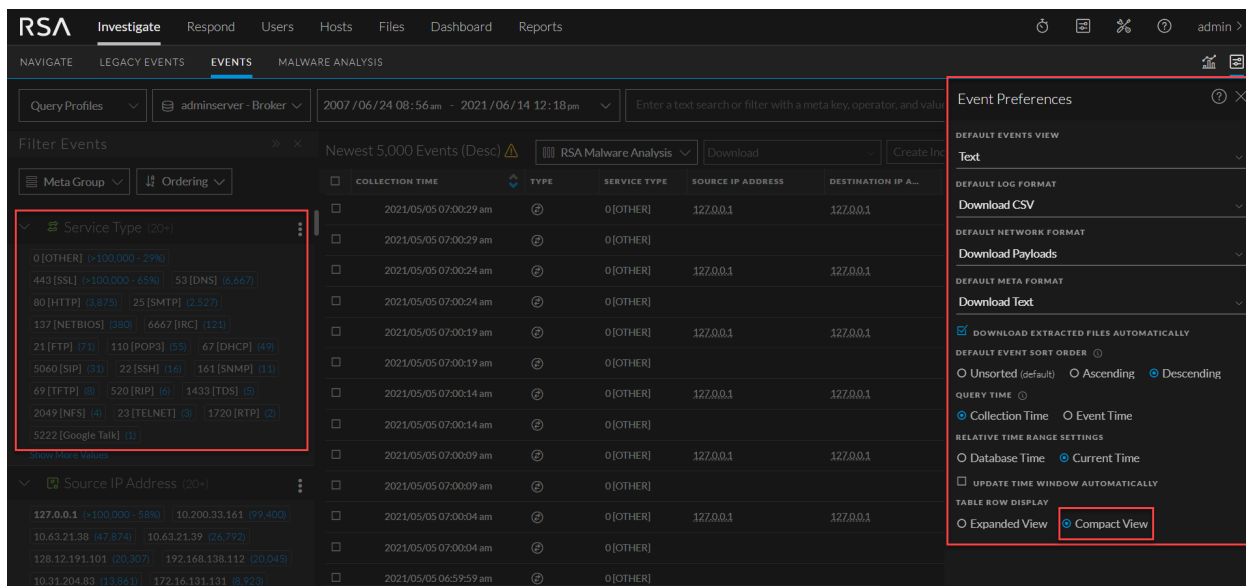 RSA Investigate Respond Users Hosts Files Dashboard Reports admin >
NAVIGATE LEGACY EVENTS EVENTS MALWARE ANALYSIS
Query Profiles adminserver - Broker 2007 / 06 / 24 08 : 56 am - 2021 / 06 / 14 12 : 18 pm Enter a text search or filter with a meta key, operator, and value
Filter Events
Meta Group Ordering
Service Type (20+)
0 [OTHER] (>100,000 - 29%)
443 [SSL] (>100,000 - 65%) 53 [DNS] (6,667)
80 [HTTP] (3,875) 25 [SMTP] (2,527)
137 [NETBIOS] (380) 6667 [IRC] (121)
21 [FTP] (71) 110 [POP3] (55) 67 [DHCP] (49)
5060 [SIP] (31) 22 [SSH] (16) 161 [SNMP] (11)
69 [TFTP] (8) 520 [RIP] (6) 1433 [TDS] (5)
2049 [NFS] (4) 23 [TELNET] (3) 1720 [RTP] (2)
5222 [Google Talk] (1)
Show More Values
Source IP Address (20+)
127.0.0.1 (>100,000 - 58%) 10.200.33.161 (99,400)
10.63.21.38 (47,874) 10.63.21.39 (26,792)
128.12.191.101 (20,307) 192.168.138.112 (20,045)
10.31.204.83 (13,861) 172.16.131.131 (8,923)
Newest 5,000 Events (Desc) RSA Malware Analysis Download Create Inc
COLLECTION TIME TYPE SERVICE TYPE SOURCE IP ADDRESS DESTINATION IP A...
2021/05/05 07:00:29 am 0 [OTHER] 127.0.0.1 127.0.0.1
2021/05/05 07:00:29 am 0 [OTHER]
2021/05/05 07:00:24 am 0 [OTHER] 127.0.0.1 127.0.0.1
2021/05/05 07:00:24 am 0 [OTHER]
2021/05/05 07:00:19 am 0 [OTHER] 127.0.0.1 127.0.0.1
2021/05/05 07:00:19 am 0 [OTHER]
2021/05/05 07:00:14 am 0 [OTHER] 127.0.0.1 127.0.0.1
2021/05/05 07:00:14 am 0 [OTHER]
2021/05/05 07:00:09 am 0 [OTHER] 127.0.0.1 127.0.0.1
2021/05/05 07:00:09 am 0 [OTHER]
2021/05/05 07:00:04 am 0 [OTHER] 127.0.0.1 127.0.0.1
2021/05/05 07:00:04 am 0 [OTHER]
2021/05/05 06:59:59 am 0 [OTHER] 127.0.0.1 127.0.0.1
Event Preferences
DEFAULT EVENTS VIEW
Text
DEFAULT LOG FORMAT
Download CSV
DEFAULT NETWORK FORMAT
Download Payloads
DEFAULT META FORMAT
Download Text
DOWNLOAD EXTRACTED FILES AUTOMATICALLY
DEFAULT EVENT SORT ORDER
Unsorted (default) Ascending Descending
QUERY TIME
Collection Time Event Time
RELATIVE TIME RANGE SETTINGS
Database Time Current Time
UPDATE TIME WINDOW AUTOMATICALLY
TABLE ROW DISPLAY
Expanded View Compact View